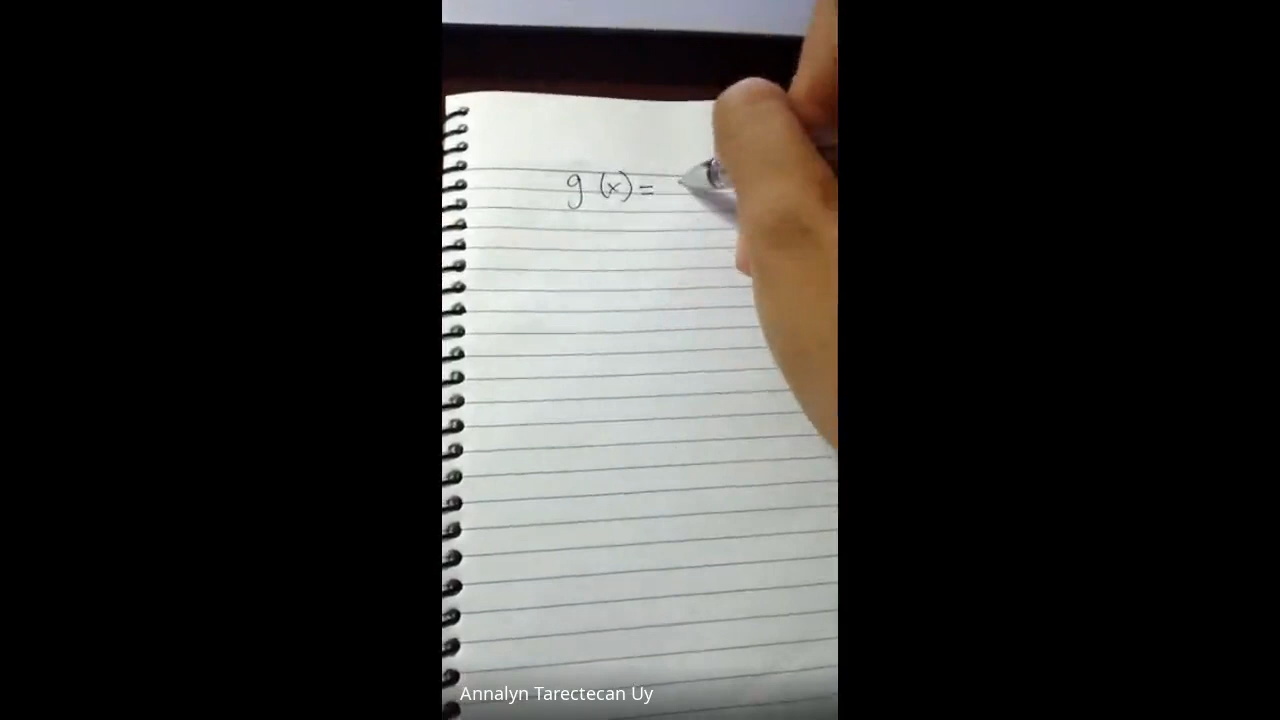 g (x) =
Annalyn Tarectecan Uy